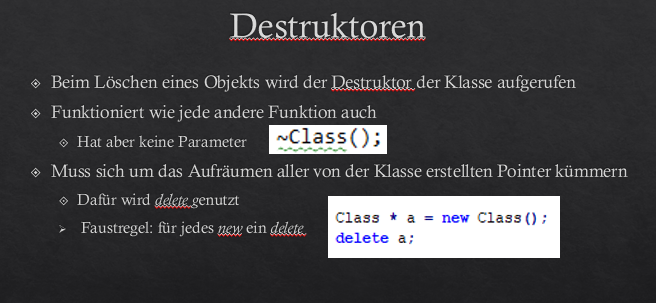 Destruktoren
Beim Löschen eines Objekts wird der Destruktor der Klasse aufgerufen
Funktioniert wie jede andere Funktion auch
Hat aber keine Parameter
~Class();
Muss sich um das Aufräumen aller von der Klasse erstellten Pointer kümmern
Dafür wird delete genutzt
Faustregel: für jedes new ein delete
Class * a = new Class();
delete a;